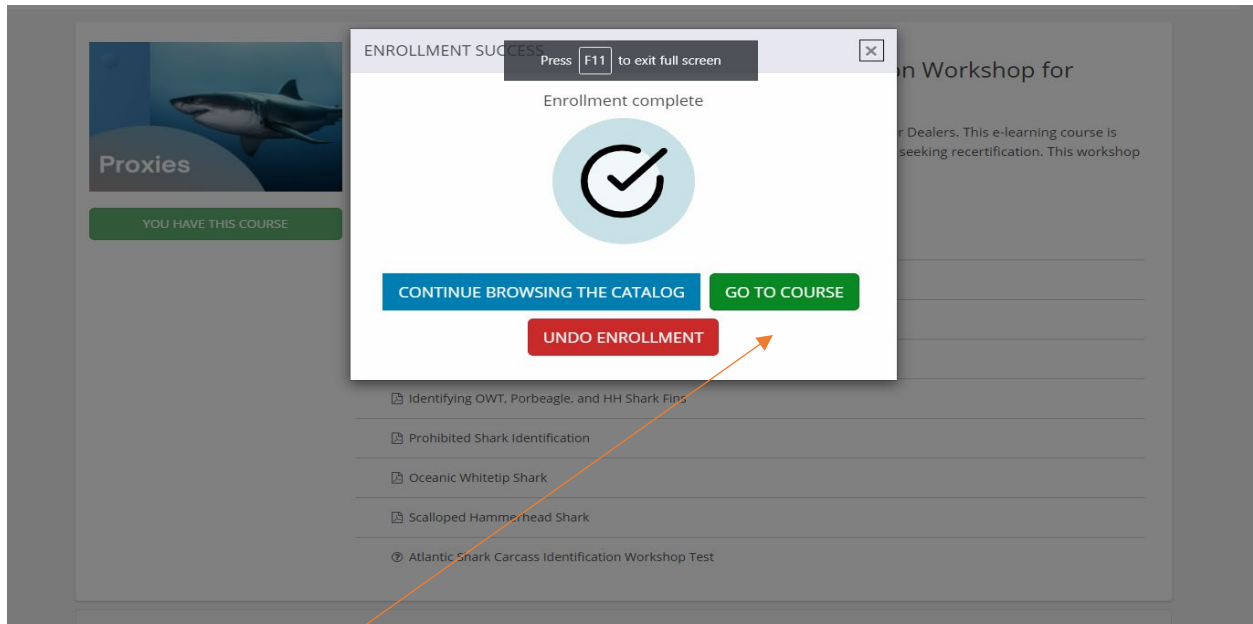 ENROLLMENT SUCCESS
Press F11 to exit full screen
Enrollment complete
CONTINUE BROWSING THE CATALOG
GO TO COURSE
UNDO ENROLLMENT
Proxies
YOU HAVE THIS COURSE
n Workshop for
r Dealers. This e-learning course is
seeking recertification. This workshop
Identifying OWT, Porbeagle, and HH Shark Fins
Prohibited Shark Identification
Oceanic Whitetip Shark
Scalloped Hammerhead Shark
Atlantic Shark Carcass Identification Workshop Test